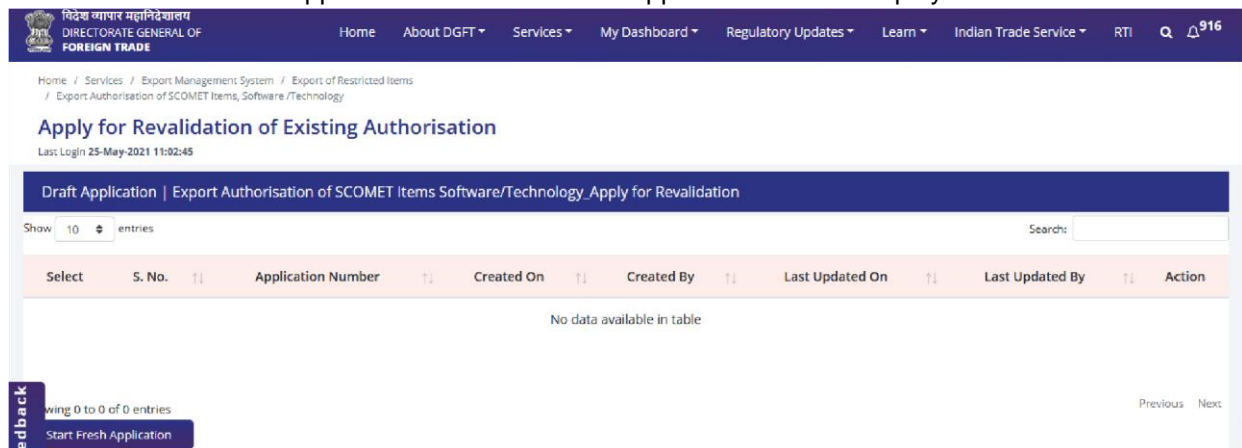 विदेश व्यापार महानिदेशालय
DIRECTORATE GENERAL OF
FOREIGN TRADE
Home About DGFT Services My Dashboard Regulatory Updates Learn Indian Trade Service RTI 916
Home / Services / Export Management System / Export of Restricted Items
/ Export Authorisation of SCOMET Items, Software /Technology
Apply for Revalidation of Existing Authorisation
Last Login 25-May-2021 11:02:45
Draft Application | Export Authorisation of SCOMET Items Software/Technology_Apply for Revalidation
Show 10 entries Search:
Select S. No. Application Number Created On Created By Last Updated On Last Updated By Action
No data available in table
wing 0 to 0 of 0 entries Previous Next
edback
Start Fresh Application